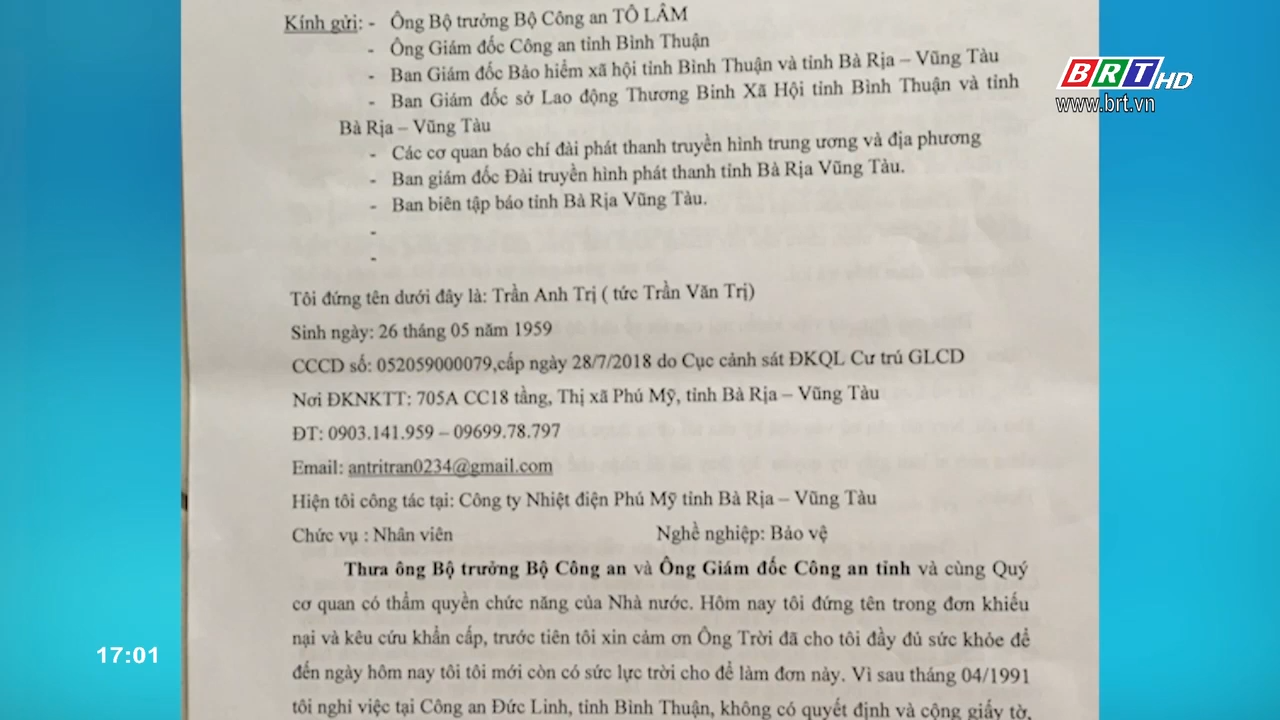 Kính gửi: - Ông Bộ trưởng Bộ Công an TÔ LÂM
- Ông Giám đốc Công an tỉnh Bình Thuận
- Ban Giám đốc Bảo hiểm xã hội tỉnh Bình Thuận và tỉnh Bà Rịa – Vũng Tàu
- Ban Giám đốc sở Lao động Thương Binh Xã Hội tỉnh Bình Thuận và tỉnh
Bà Rịa – Vũng Tàu
- Các cơ quan báo chí đài phát thanh truyền hình trung ương và địa phương
- Ban giám đốc Đài truyền hình phát thanh tỉnh Bà Rịa Vũng Tàu.
- Ban biên tập báo tỉnh Bà Rịa Vũng Tàu.
-
-
BRT HD
www.brt.vn
Tôi đứng tên dưới đây là: Trần Anh Trị ( tức Trần Văn Trị)
Sinh ngày: 26 tháng 05 năm 1959
CCCD số: 052059000079,cấp ngày 28/7/2018 do Cục cảnh sát ĐKQL Cư trú GLCD
Nơi ĐKNKTT: 705A CC18 tầng, Thị xã Phú Mỹ, tỉnh Bà Rịa – Vũng Tàu
ĐT: 0903.141.959 – 09699.78.797
Email: antritran0234@gmail.com
Hiện tôi công tác tại: Công ty Nhiệt điện Phú Mỹ tỉnh Bà Rịa – Vũng Tàu
Chức vụ : Nhân viên Nghề nghiệp: Bảo vệ
Thưa ông Bộ trưởng Bộ Công an và Ông Giám đốc Công an tỉnh và cùng Quý
cơ quan có thẩm quyền chức năng của Nhà nước. Hôm nay tôi đứng tên trong đơn khiếu
nại và kêu cứu khẩn cấp, trước tiên tôi xin cảm ơn Ông Trời đã cho tôi đầy đủ sức khỏe để
đến ngày hôm nay tôi tôi mới còn có sức lực trời cho để làm đơn này. Vì sau tháng 04/1991
tôi nghỉ việc tại Công an Đức Linh, tỉnh Bình Thuận, không có quyết định và cộng giấy tờ,
17:01